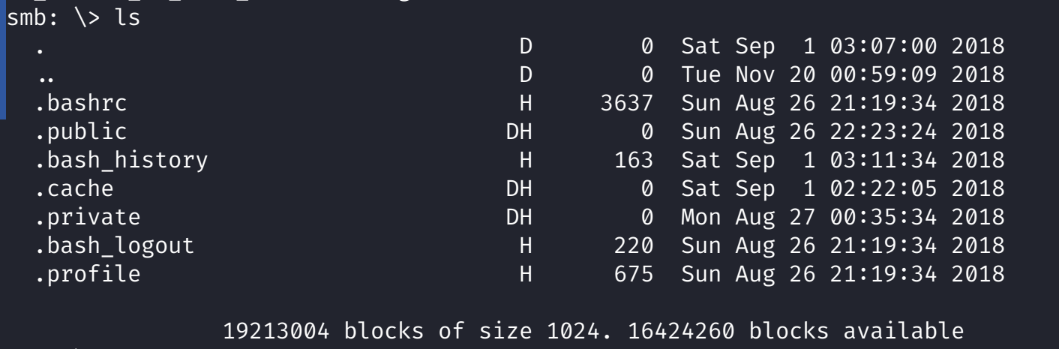 smb: \> ls
. D 0 Sat Sep 1 03:07:00 2018
.. D 0 Tue Nov 20 00:59:09 2018
.bashrc H 3637 Sun Aug 26 21:19:34 2018
.public DH 0 Sun Aug 26 22:23:24 2018
.bash_history H 163 Sat Sep 1 03:11:34 2018
.cache DH 0 Sat Sep 1 02:22:05 2018
.private DH 0 Mon Aug 27 00:35:34 2018
.bash_logout H 220 Sun Aug 26 21:19:34 2018
.profile H 675 Sun Aug 26 21:19:34 2018
19213004 blocks of size 1024. 16424260 blocks available